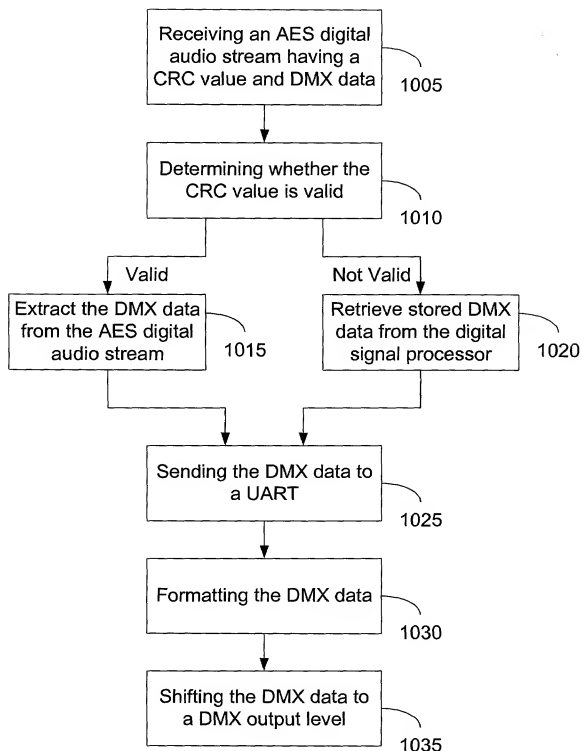 Receiving an AES digital
audio stream having a
CRC value and DMX data
1005
Determining whether the
CRC value is valid
1010
Valid
Not Valid
Extract the DMX data
from the AES digital
audio stream
1015
Retrieve stored DMX
data from the digital
signal processor
1020
Sending the DMX data to
a UART
1025
Formatting the DMX data
1030
Shifting the DMX data to
a DMX output level
1035